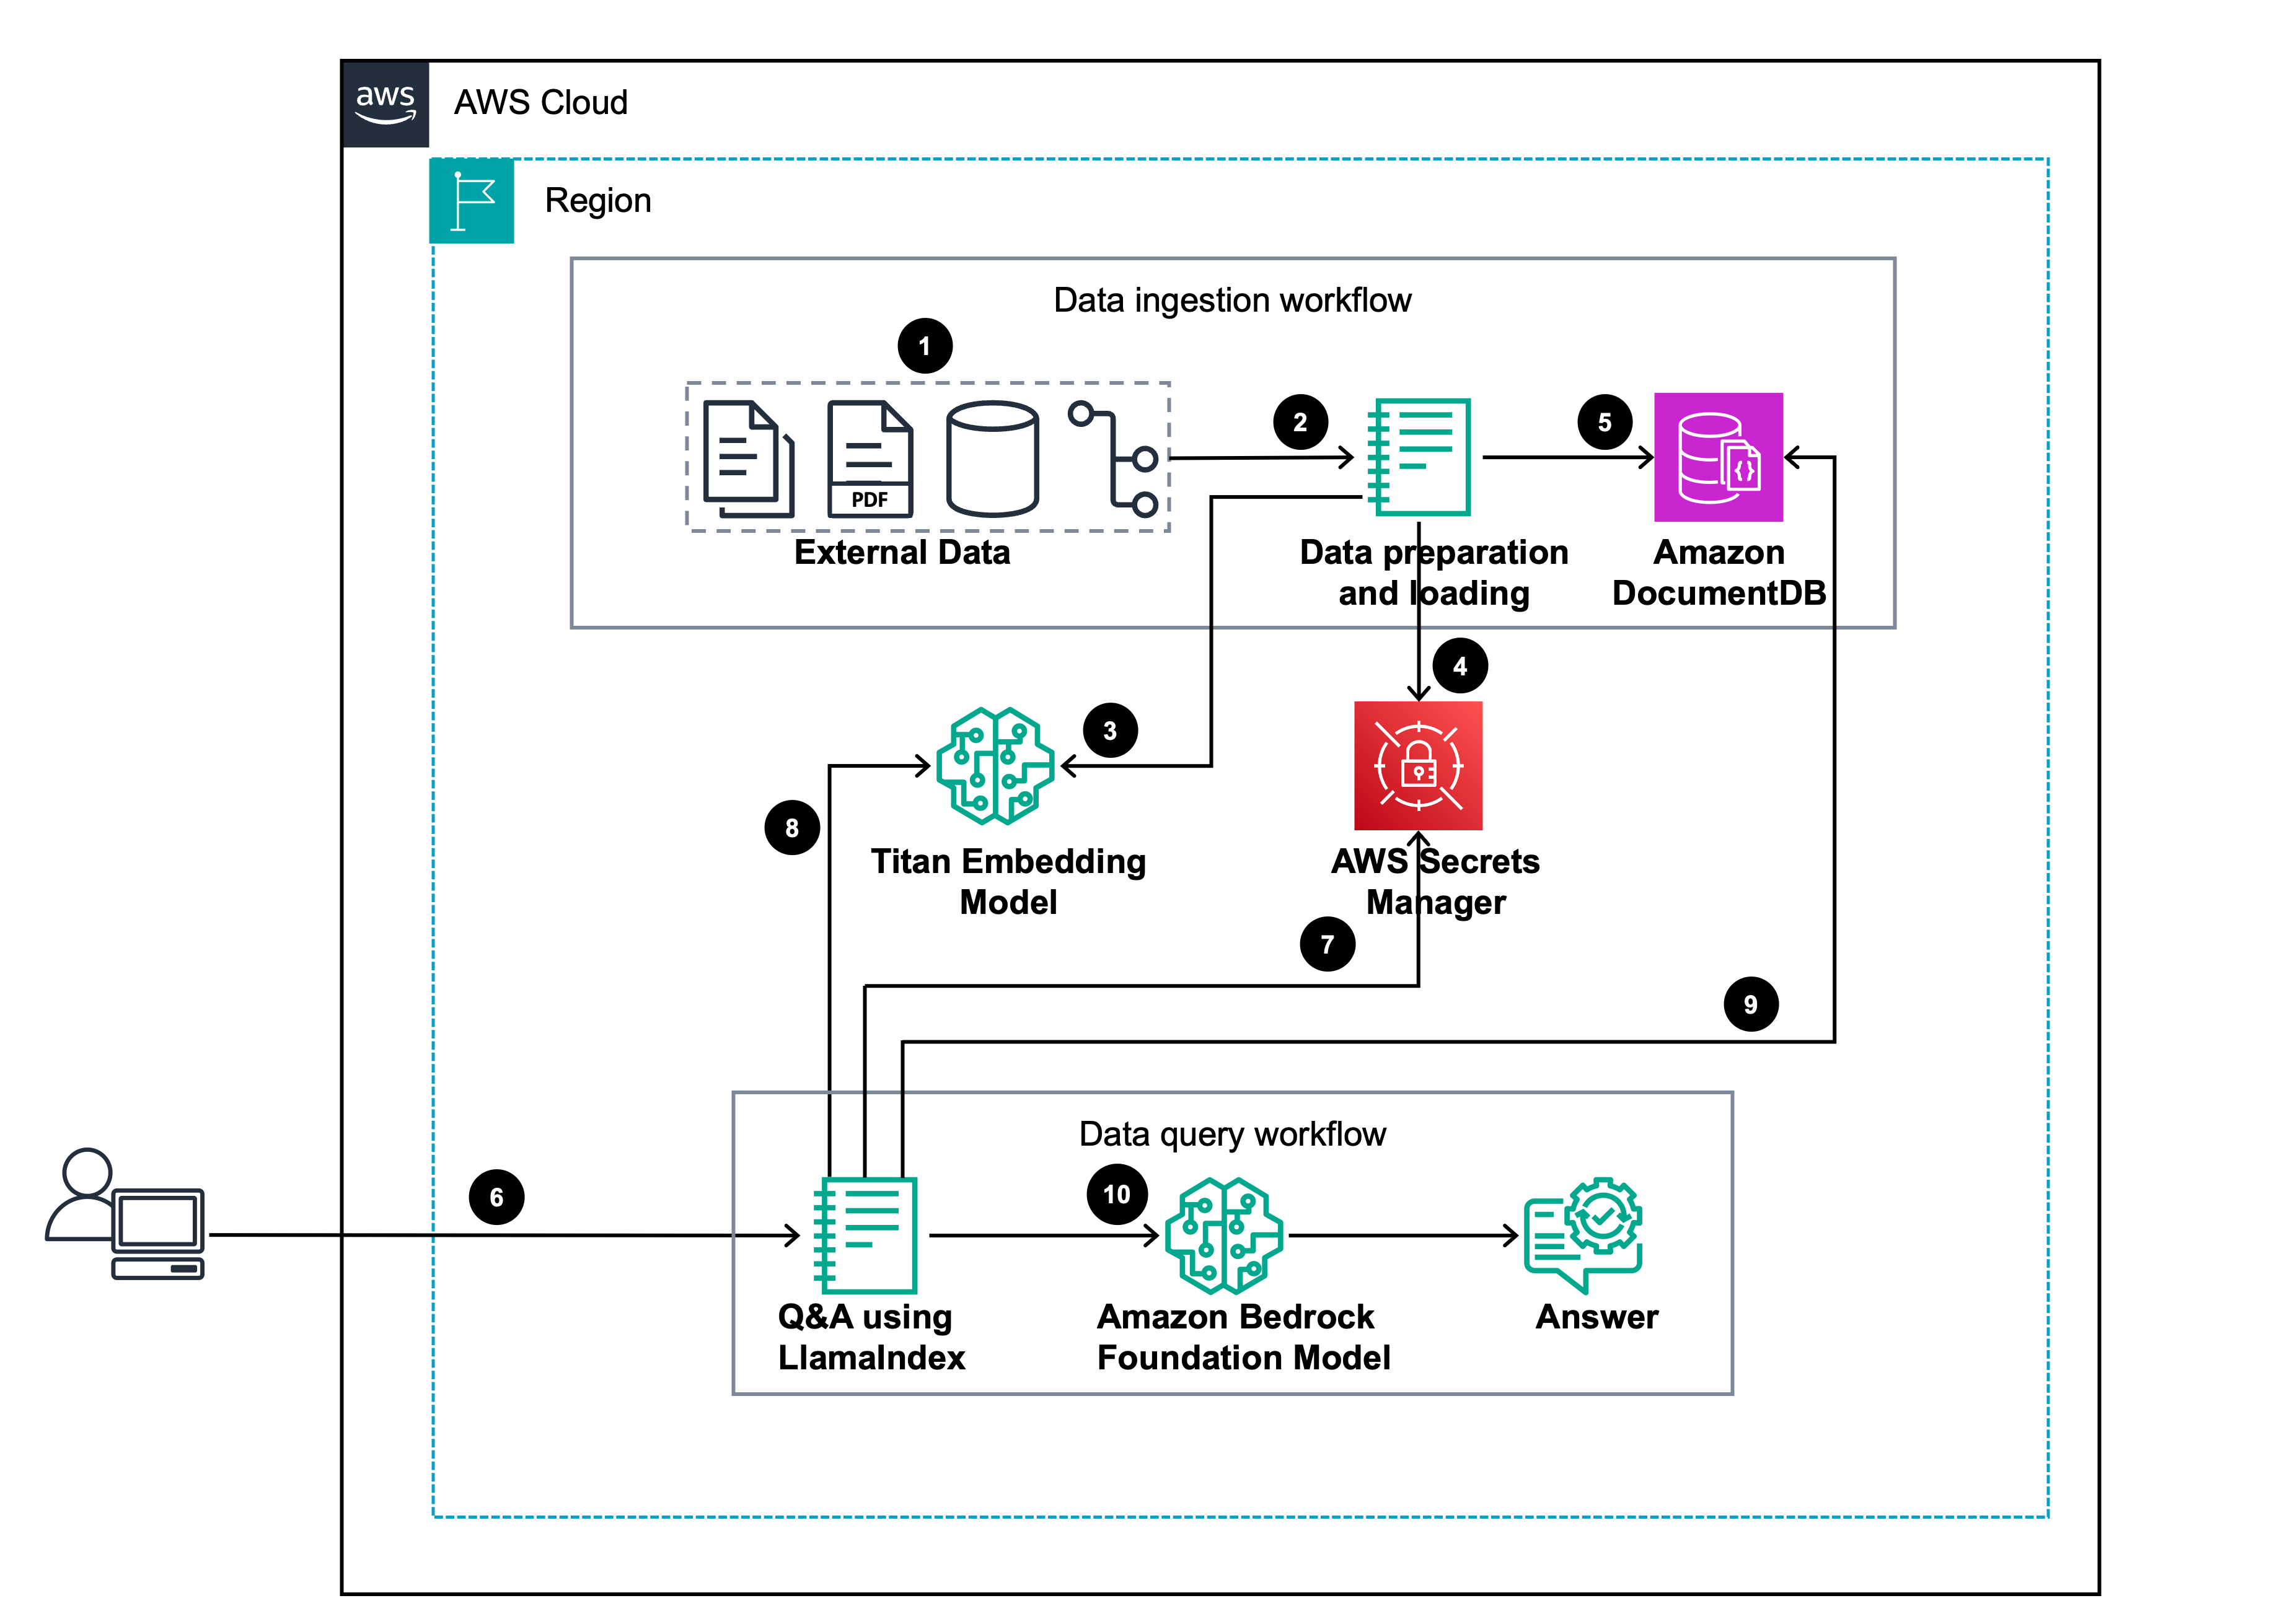 aws
AWS Cloud
Region
Data ingestion workflow
1
2
5
PDF
{}
External Data
Data preparation
and loading
Amazon
DocumentDB
4
3
8
Titan Embedding
Model
AWS Secrets
Manager
7
9
Data query workflow
6
10
Q&A using
LlamaIndex
Amazon Bedrock
Foundation Model
Answer